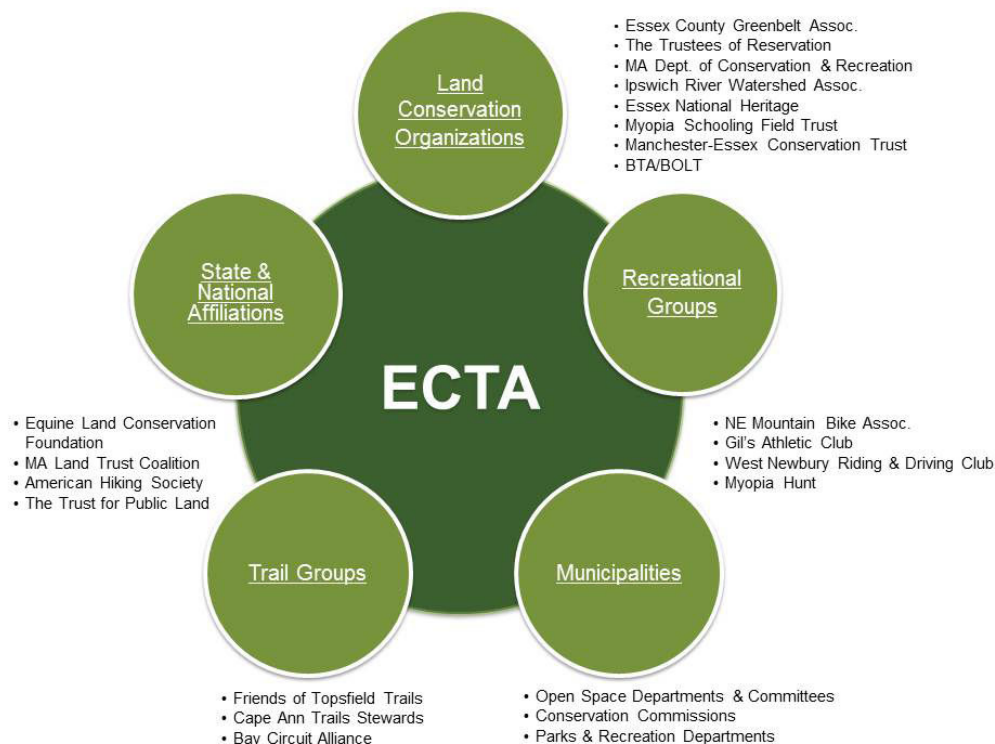 Land
Conservation
Organizations
• Essex County Greenbelt Assoc.
• The Trustees of Reservation
• MA Dept. of Conservation & Recreation
• Ipswich River Watershed Assoc.
• Essex National Heritage
• Myopia Schooling Field Trust
• Manchester-Essex Conservation Trust
• BTA/BOLT
State &
National
Affiliations
Recreational
Groups
ECTA
• Equine Land Conservation
Foundation
• MA Land Trust Coalition
• American Hiking Society
• The Trust for Public Land
• NE Mountain Bike Assoc.
• Gil's Athletic Club
• West Newbury Riding & Driving Club
• Myopia Hunt
Trail Groups
Municipalities
• Friends of Topsfield Trails
• Cape Ann Trails Stewards
• Bay Circuit Alliance
• Open Space Departments & Committees
• Conservation Commissions
• Parks & Recreation Departments